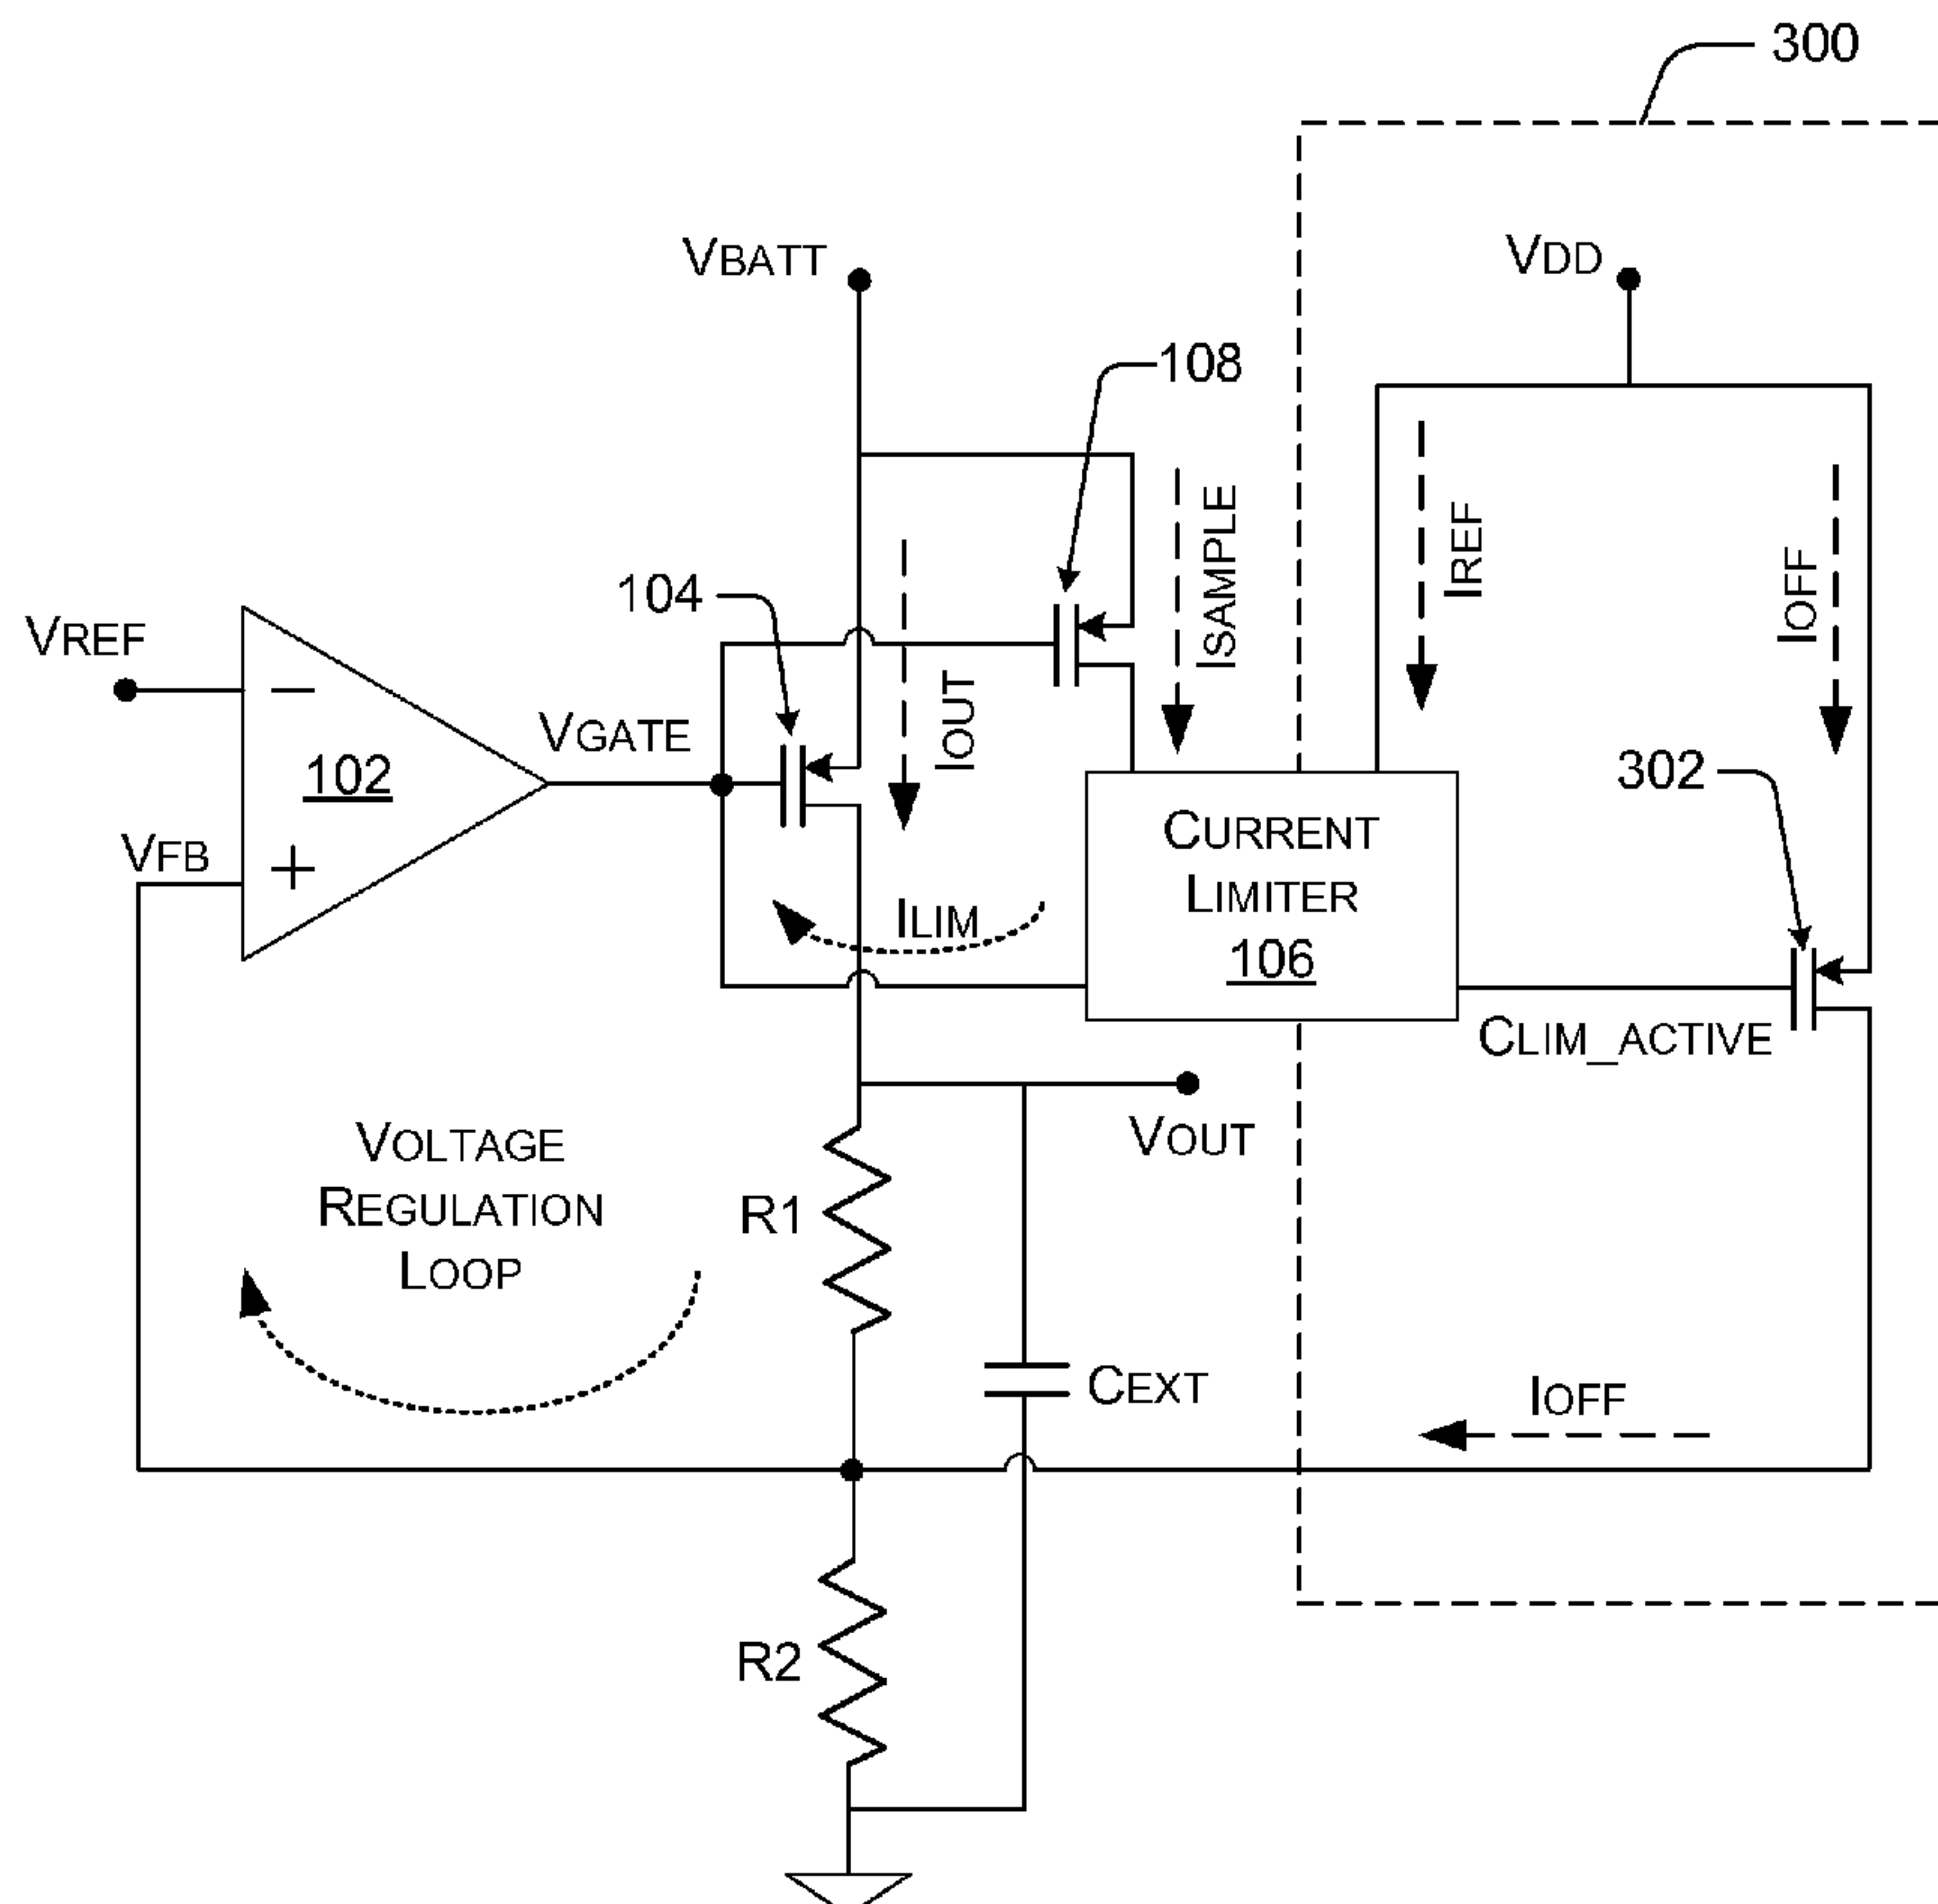 300
VBATT
VDD
108
ISAMPLE
IREF
IOFF
104
VREF
IOUT
−
VGATE
102
302
VFB
+
CURRENT
LIMITER
106
ILIM
CLIM_ACTIVE
VOUT
VOLTAGE
REGULATION
LOOP
R1
CEXT
IOFF
R2